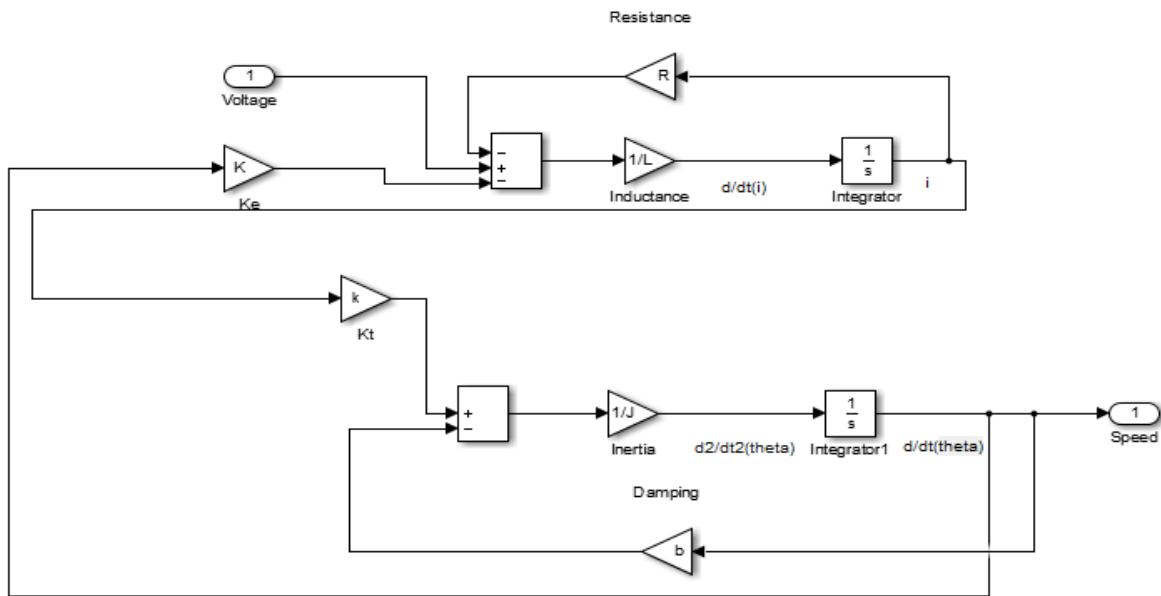 Resistance
R
1
Voltage
−
+
−
1/L
1
s
K
Ke
Inductance
d/dt(i)
Integrator
i
k
Kt
+
−
1/J
1
s
1
Inertia
d2/dt2(theta)
Integrator1
d/dt(theta)
Speed
Damping
b